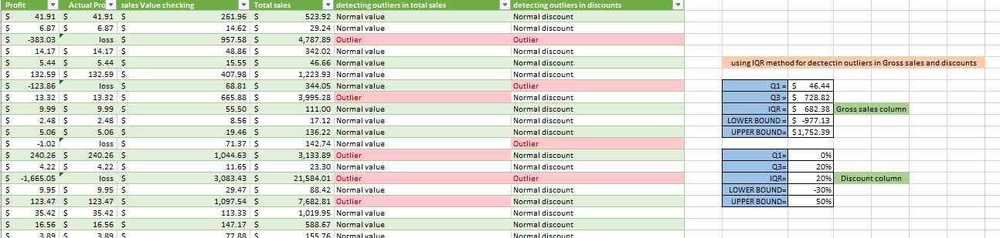 Profit Actual Pro sales Value checking Total sales detecting outliers in total sales detecting outliers in discounts
$ 41.91 $ 41.91 $ 261.96 $ 523.92 Normal value Normal discount
$ 6.87 $ 6.87 $ 14.62 $ 29.24 Normal value Normal discount
$ -383.03 loss $ 957.58 $ 4,787.89 Outlier Outlier
$ 14.17 $ 14.17 $ 48.86 $ 342.02 Normal value Normal discount
$ 5.44 $ 5.44 $ 15.55 $ 46.66 Normal value Normal discount using IQR method for dectectin outliers in Gross sales and discounts
$ 132.59 $ 132.59 $ 407.98 $ 1,223.93 Normal value Normal discount
$ -123.86 loss $ 68.81 $ 344.05 Normal value Outlier Q1 = $ 46.44
$ 13.32 $ 13.32 $ 665.88 $ 3,995.28 Outlier Normal discount Q3 = $ 728.82
$ 9.99 $ 9.99 $ 55.50 $ 111.00 Normal value Normal discount IQR = $ 682.38 Gross sales column
$ 2.48 $ 2.48 $ 8.56 $ 17.12 Normal value Normal discount LOWER BOUND = $ -977.13
$ 5.06 $ 5.06 $ 19.46 $ 136.22 Normal value Normal discount UPPER BOUND= $1,752.39
$ -1.02 loss $ 71.37 $ 142.74 Normal value Outlier
$ 240.26 $ 240.26 $ 1,044.63 $ 3,133.89 Outlier Normal discount Q1= 0%
$ 4.22 $ 4.22 $ 11.65 $ 23.30 Normal value Normal discount Q3= 20%
$ -1,665.05 loss $ 3,083.43 $ 21,584.01 Outlier Outlier IQR= 20% Discount column
$ 9.95 $ 9.95 $ 29.47 $ 88.42 Normal value Normal discount LOWER BOUND= -30%
$ 123.47 $ 123.47 $ 1,097.54 $ 7,682.81 Outlier Normal discount UPPER BOUND= 50%
$ 35.42 $ 35.42 $ 113.33 $ 1,019.95 Normal value Normal discount
$ 16.56 $ 16.56 $ 147.17 $ 588.67 Normal value Normal discount
$ 3.89 $ 3.89 $ 77.88 $ 155.76 Normal value Normal discount